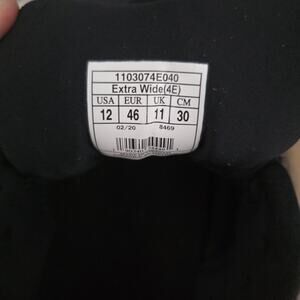 1103074E040
Extra Wide(4E)
USA EUR UK CM
12 46 11 30
02/20 8469